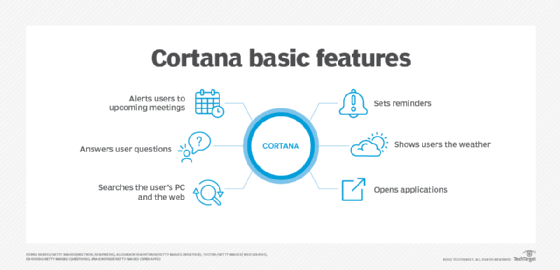 Cortana basic features
Alerts users to
upcoming meetings
Answers user questions
Searches the user's PC
and the web
CORTANA
Sets reminders
Shows users the weather
Opens applications
TechTarget